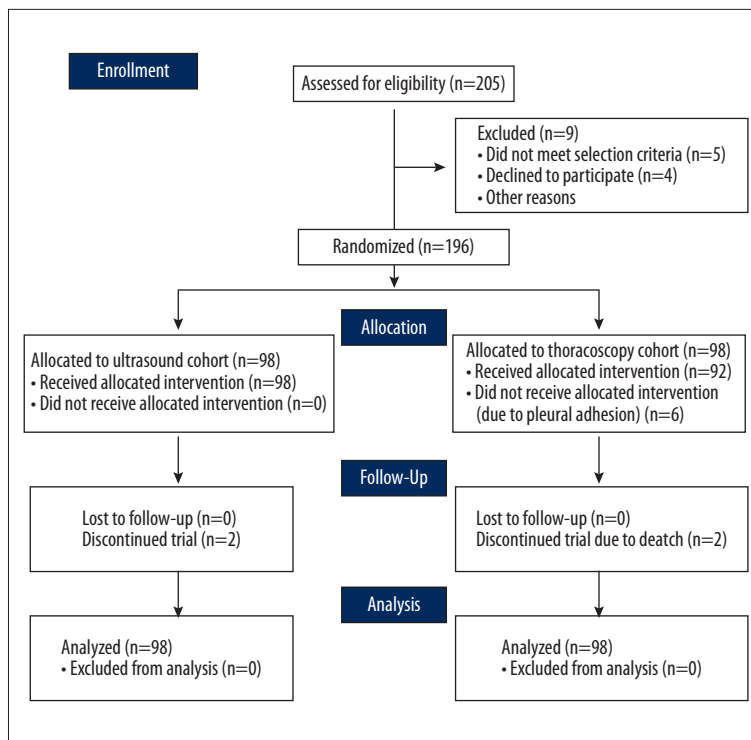 Enrollment
Assessed for eligibility (n=205)
Excluded (n=9)
• Did not meet selection criteria (n=5)
• Declined to participate (n=4)
• Other reasons
Randomized (n=196)
Allocation
Allocated to ultrasound cohort (n=98)
• Received allocated intervention (n=98)
• Did not receive allocated intervention (n=0)
Allocated to thoracoscopy cohort (n=98)
• Received allocated intervention (n=92)
• Did not receive allocated intervention
(due to pleural adhesion) (n=6)
Follow-Up
Lost to follow-up (n=0)
Discontinued trial (n=2)
Lost to follow-up (n=0)
Discontinued trial due to deatch (n=2)
Analysis
Analyzed (n=98)
• Excluded from analysis (n=0)
Analyzed (n=98)
• Excluded from analysis (n=0)